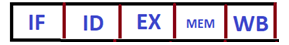 IF ID EX MEM WB